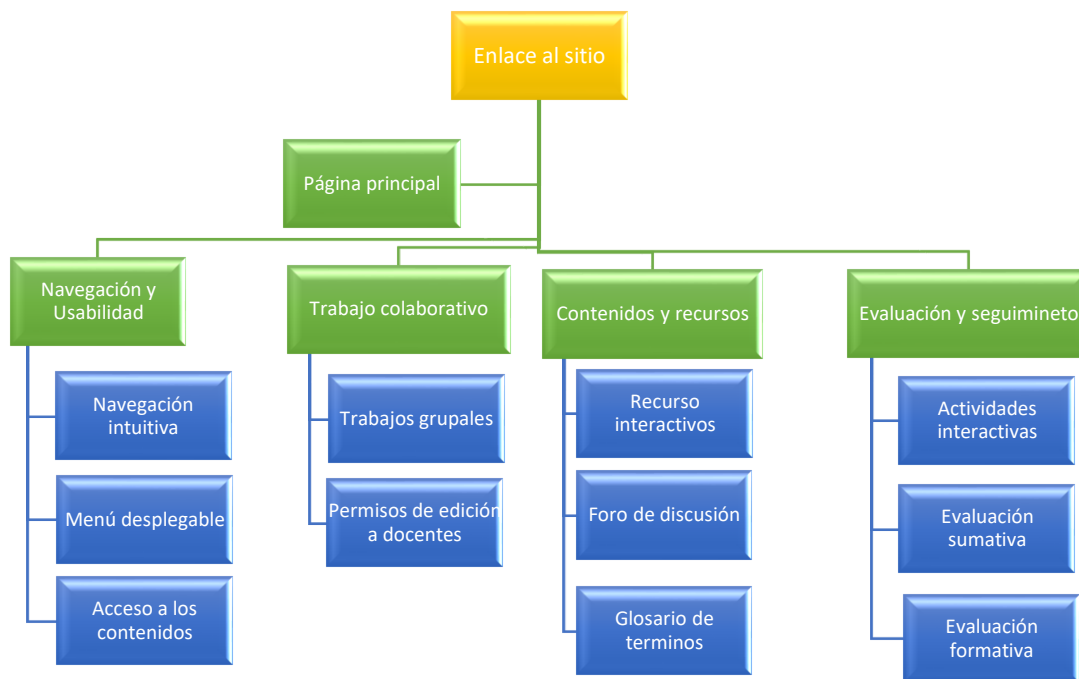 Enlace al sitio
Página principal
Navegación y
Usabilidad
Navegación
intuitiva
Menú desplegable
Acceso a los
contenidos
Trabajo colaborativo
Trabajos grupales
Permisos de edición
a docentes
Contenidos y recursos
Recurso
interactivos
Foro de discusión
Glosario de
terminos
Evaluación y seguimineto
Actividades
interactivas
Evaluación
sumativa
Evaluación
formativa